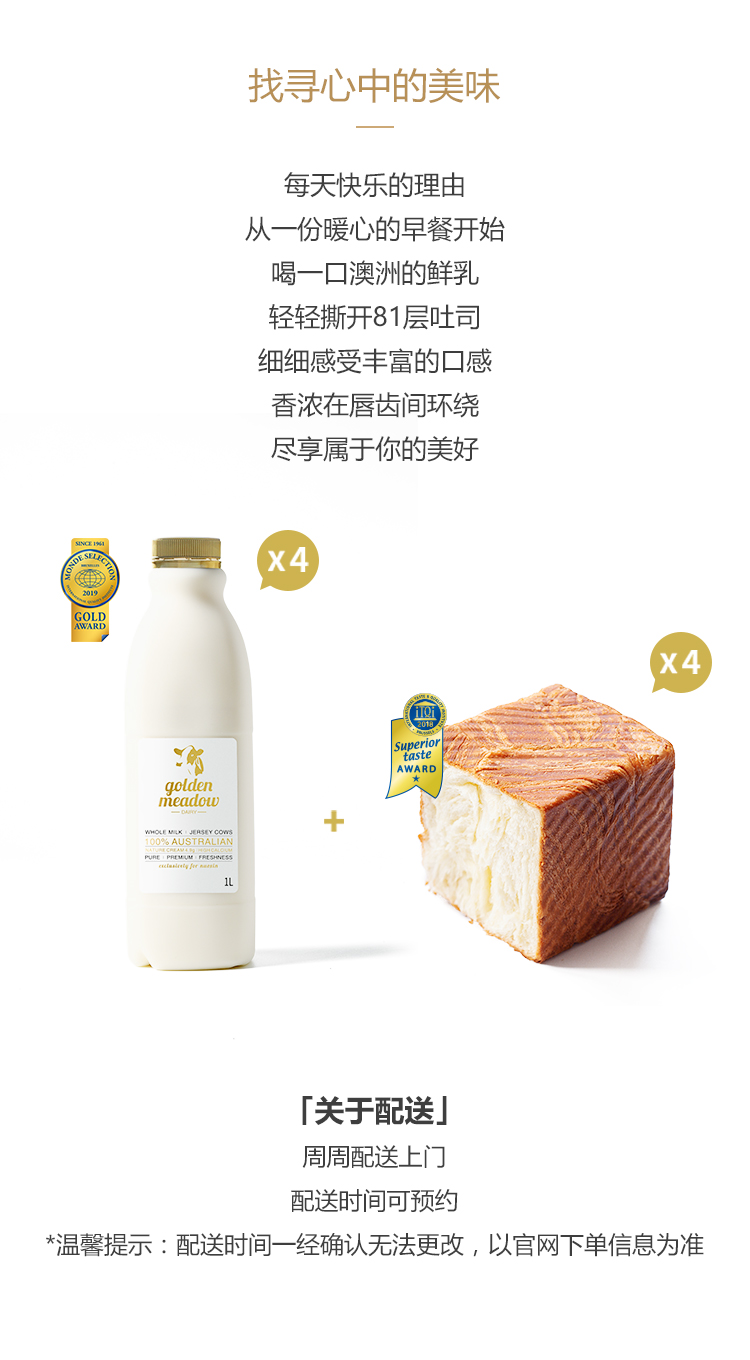 找寻心中的美味
每天快乐的理由
从一份暖心的早餐开始
喝一口澳洲的鲜乳
轻轻撕开81层吐司
细细感受丰富的口感
香浓在唇齿间环绕
尽享属于你的美好
SINCE 1961
MONDE SELECTION
BRUXELLES
2019
GOLD
AWARD
x4
x4
iTQi
2018
Superior
taste
AWARD
golden
meadow
DAIRY
WHOLE MILK | JERSEY COWS
100% AUSTRALIAN
PURE | PREMIUM | FRESHNESS
exclusively for
1L
+
「关于配送」
周周配送上门
配送时间可预约
*温馨提示：配送时间一经确认无法更改，以官网下单信息为准